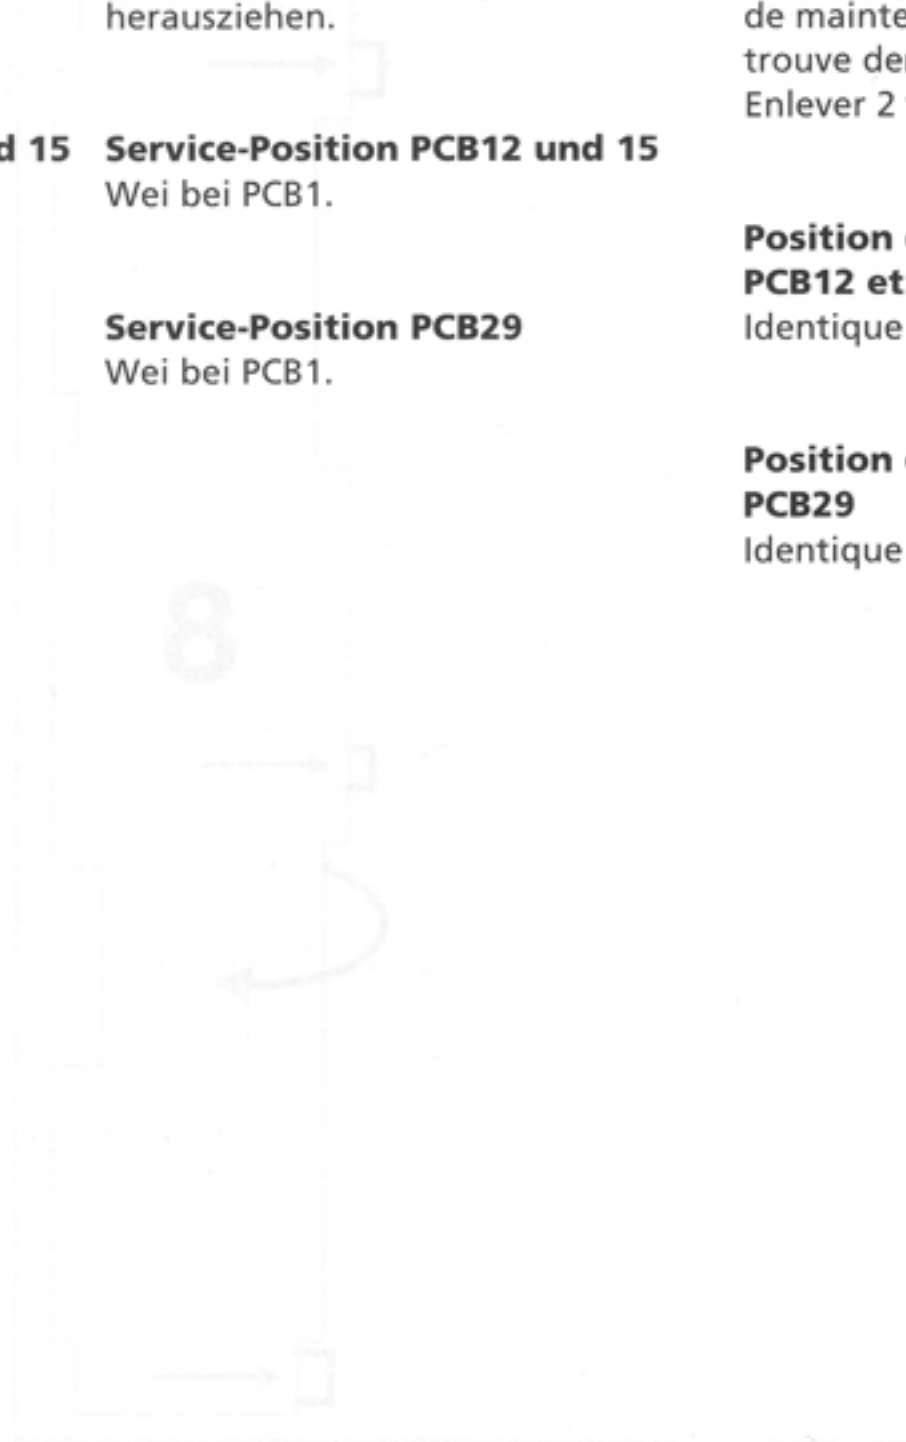 herausziehen.
d 15
Service-Position PCB12 und 15
Wei bei PCB1.
Service-Position PCB29
Wei bei PCB1.
de mainte
trouve der
Enlever 2
Position
PCB12 et
Identique
Position
PCB29
Identique
8